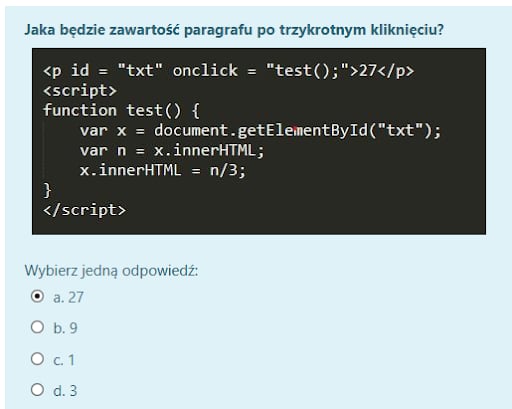 Jaka będzie zawartość paragrafu po trzykrotnym kliknięciu?
<p id = "txt" onclick = "test();">27</p>
<script>
function test() {
    var x = document.getElementById("txt");
    var n = x.innerHTML;
    x.innerHTML = n/3;
}
</script>
Wybierz jedną odpowiedź:
a. 27
b. 9
c. 1
d. 3